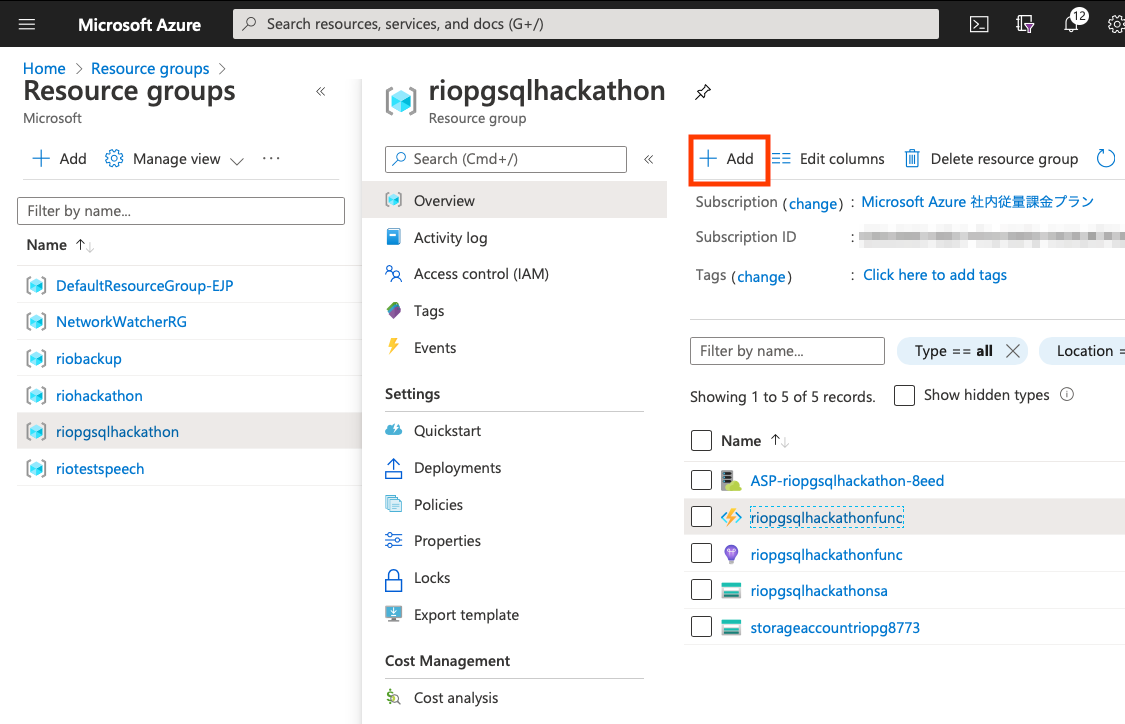 Microsoft Azure
Search resources, services, and docs (G+/)
12
Home > Resource groups >
Resource groups
Microsoft
Add
Manage view
Filter by name...
Name
DefaultResourceGroup-EJP
NetworkWatcherRG
riobackup
riohackathon
riopgsqlhackathon
riotestspeech
riopgsqlhackathon
Resource group
Search (Cmd+/)
Overview
Activity log
Access control (IAM)
Tags
Events
Settings
Quickstart
Deployments
Policies
Properties
Locks
Export template
Cost Management
Cost analysis
Add
Edit columns
Delete resource group
Subscription (change) : Microsoft Azure 社内従量課金プラン
Subscription ID :
Tags (change) : Click here to add tags
Filter by name...
Type == all
Location =
Showing 1 to 5 of 5 records.
Show hidden types
Name
ASP-riopgsqlhackathon-8eed
riopgsqlhackathonfunc
riopgsqlhackathonfunc
riopgsqlhackathonsa
storageaccountriopg8773